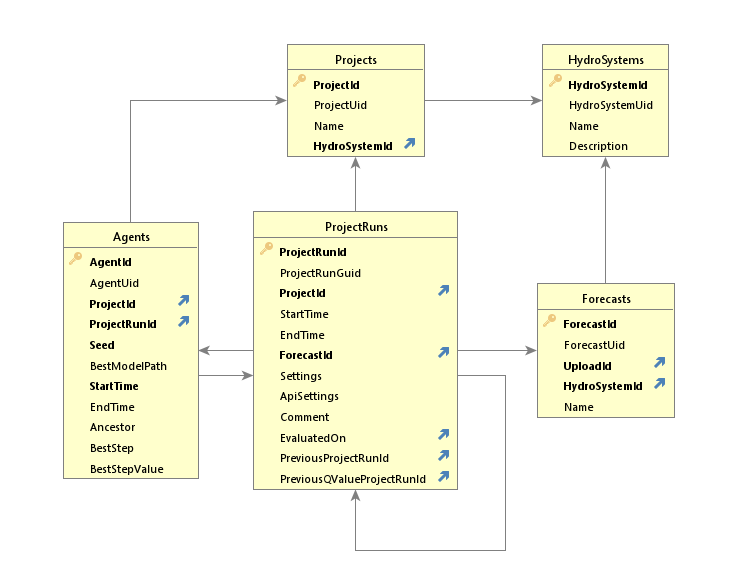 Projects
ProjectId
ProjectUid
Name
HydroSystemId
HydroSystems
HydroSystemId
HydroSystemUid
Name
Description
Agents
AgentId
AgentUid
ProjectId
ProjectRunId
Seed
BestModelPath
StartTime
EndTime
Ancestor
BestStep
BestStepValue
ProjectRuns
ProjectRunId
ProjectRunGuid
ProjectId
StartTime
EndTime
ForecastId
Settings
ApiSettings
Comment
EvaluatedOn
PreviousProjectRunId
PreviousQValueProjectRunId
Forecasts
ForecastId
ForecastUid
UploadId
HydroSystemId
Name